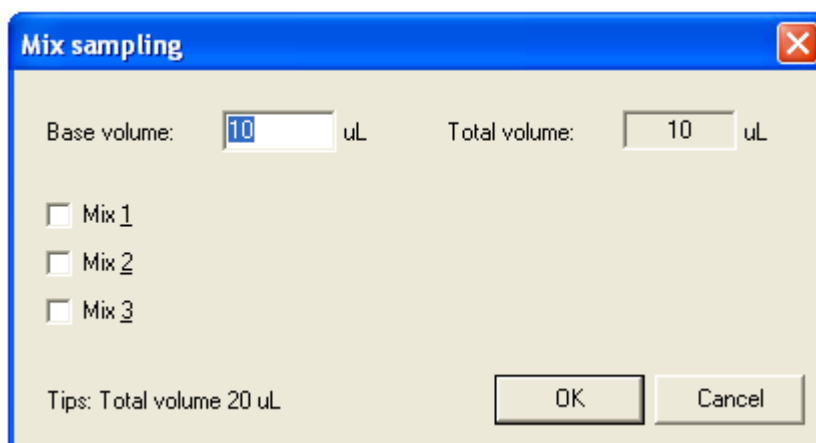 Mix sampling
Base volume: 10 uL Total volume: 10 uL
Mix 1
Mix 2
Mix 3
Tips: Total volume 20 uL OK Cancel